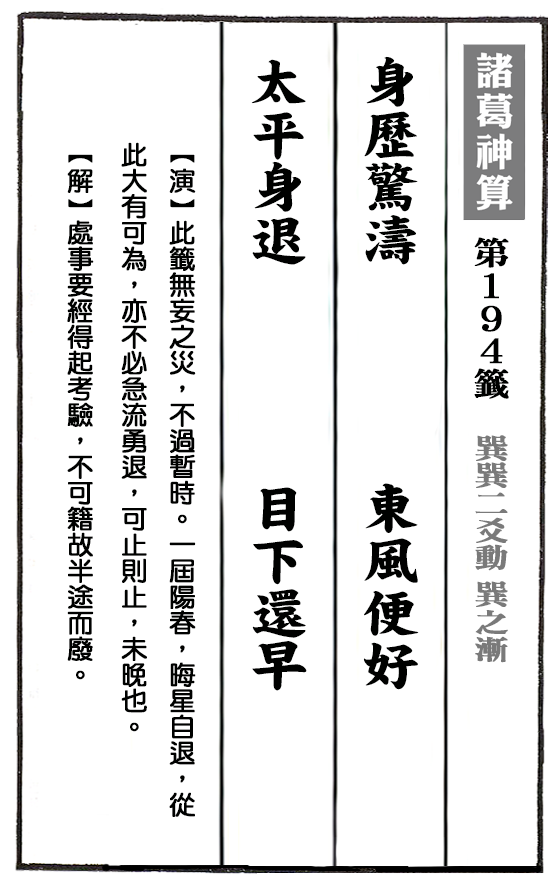 諸葛神算 第194籤 巽巽二爻動 巽之漸
身歷驚濤 東風便好
太平身退 目下還早
【演】此籤無妄之災，不過暫時。一屆陽春，晦星自退，從
此大有可為，亦不必急流勇退，可止則止，未晚也。
【解】處事要經得起考驗，不可籍故半途而廢。